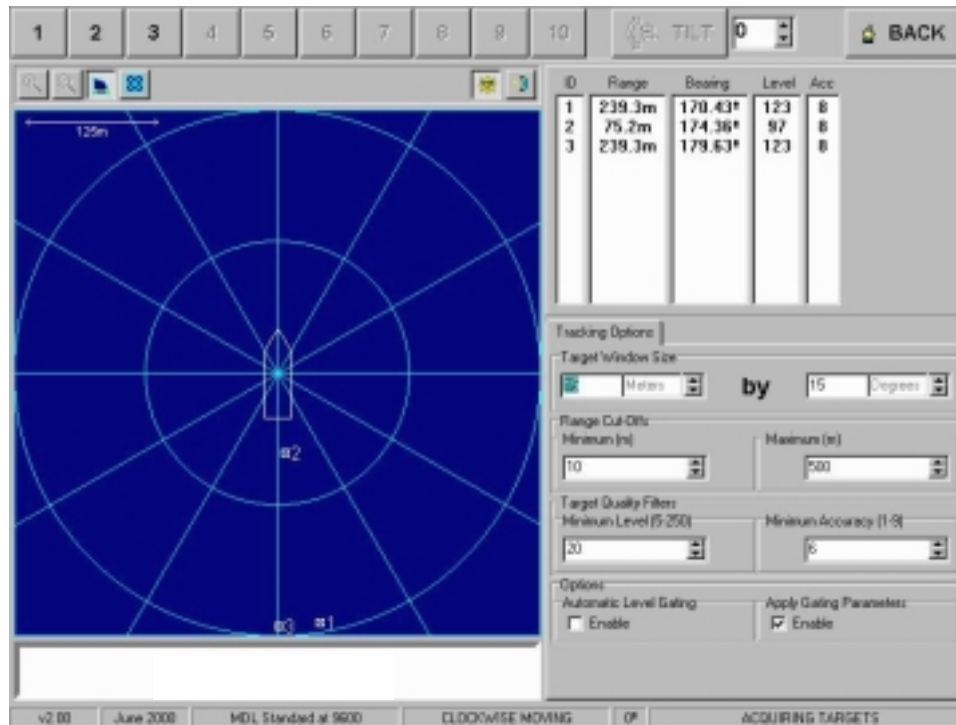 1 2 3 4 5 6 7 8 9 10 TILT 0 BACK
125m
ID Range Bearing Level Acc
1 239.3m 170.43° 123 8
2 75.2m 174.36° 97 8
3 239.3m 179.63° 123 8
2
3 1
Tracking Options
Target Window Size
Meters by 15 Degrees
Range Cut-Offs
Minimum (m) Maximum (m)
10 500
Target Quality Filters
Minimum Level (5-250) Minimum Accuracy (1-9)
20 6
Options
Automatic Level Gating Apply Gating Parameters
Enable Enable
v2.00 June 2000 MDL Standard at 9600 CLOCKWISE MOVING 0° ACQUIRING TARGETS